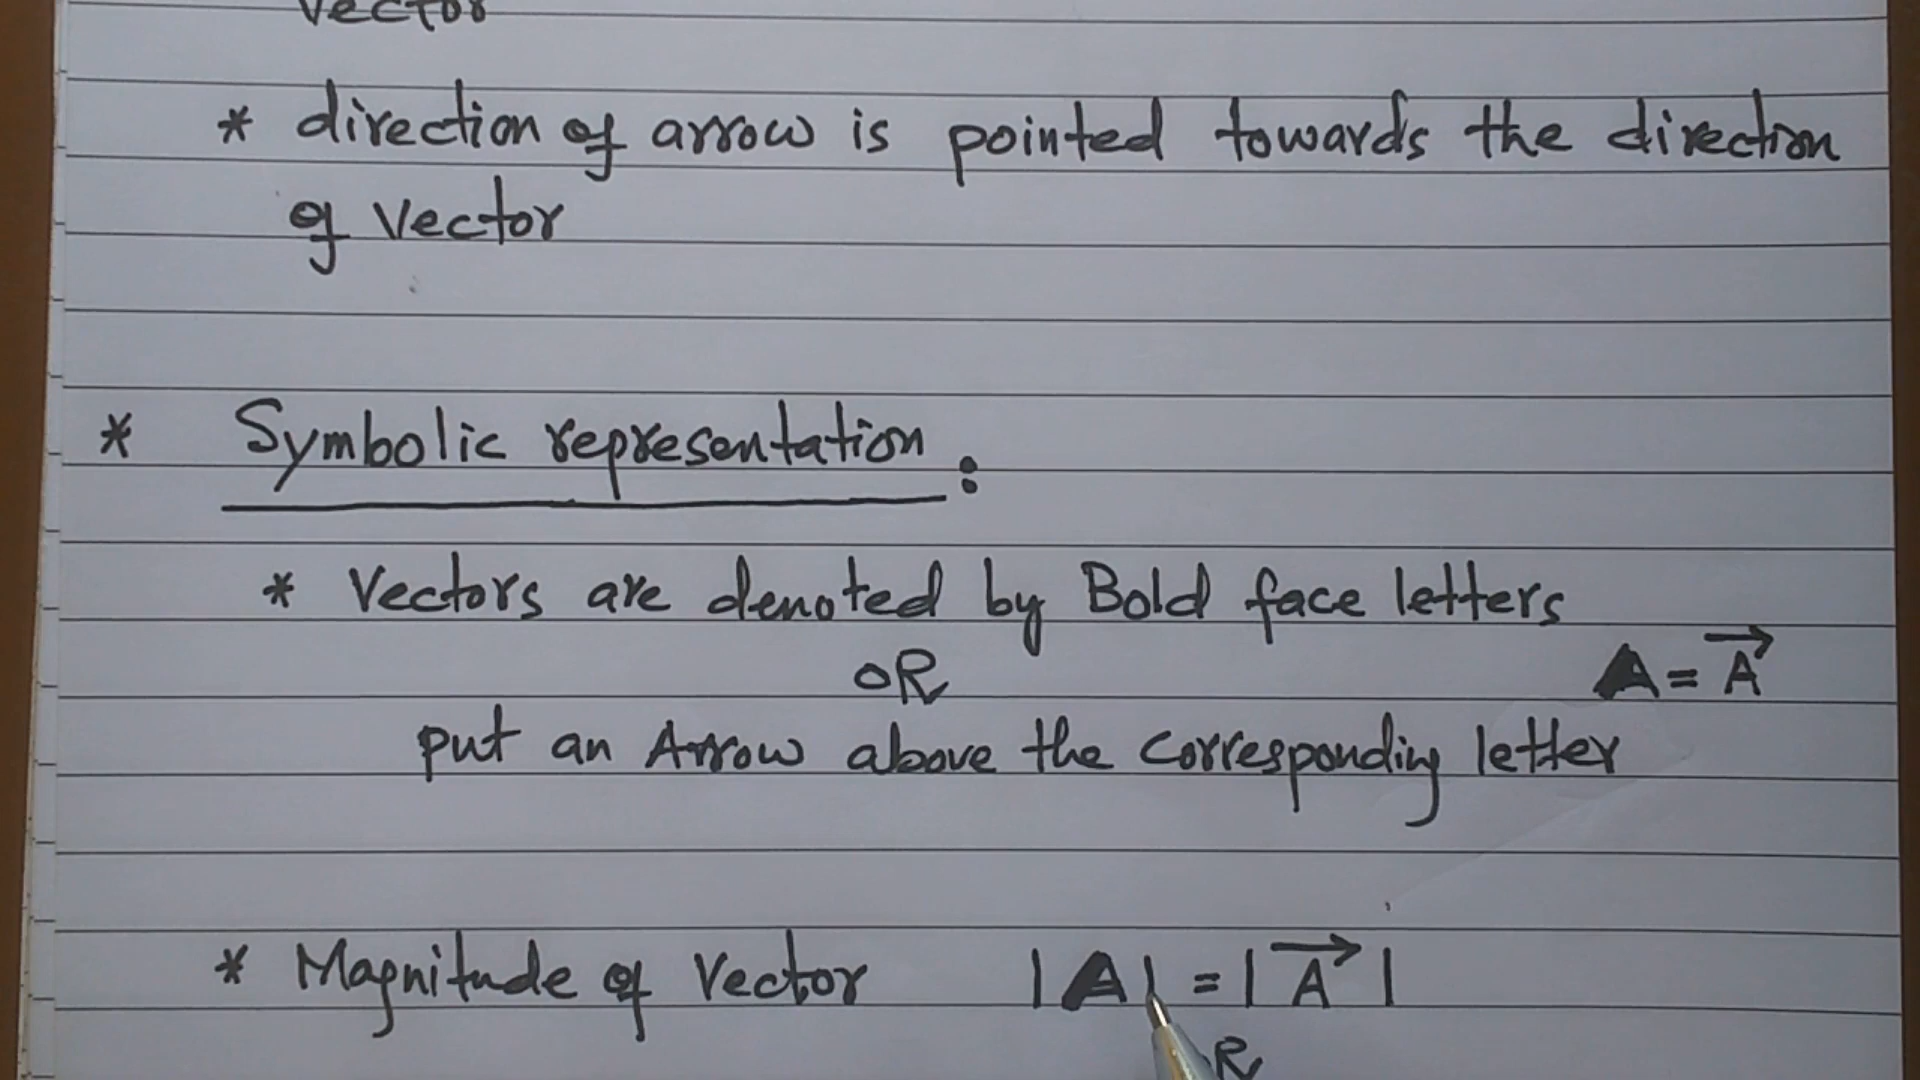 vector
* direction of arrow is pointed towards the direction
of vector
* Symbolic representation :
* Vectors are denoted by Bold face letters
OR
A = A⃗
put an Arrow above the corresponding letter
* Magnitude of vector |A| = |A⃗|
R